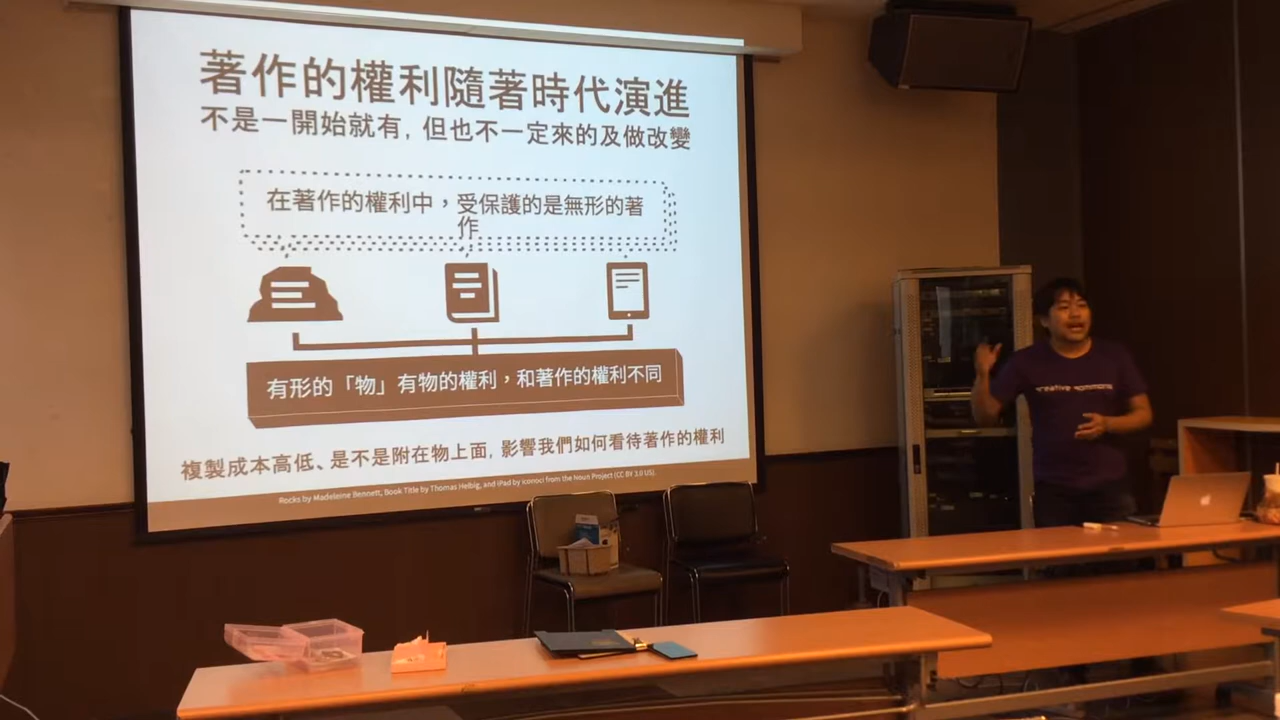 著作的權利隨著時代演進
不是一開始就有, 但也不一定來的及做改變
在著作的權利中，受保護的是無形的著
作
有形的「物」有物的權利，和著作的權利不同
複製成本高低、是不是附在物上面, 影響我們如何看待著作的權利
Rocks by Madeleine Bennett, Book Title by Thomas Helbig, and iPad by iconoci from the Noun Project (CC BY 3.0 US).
creative commons